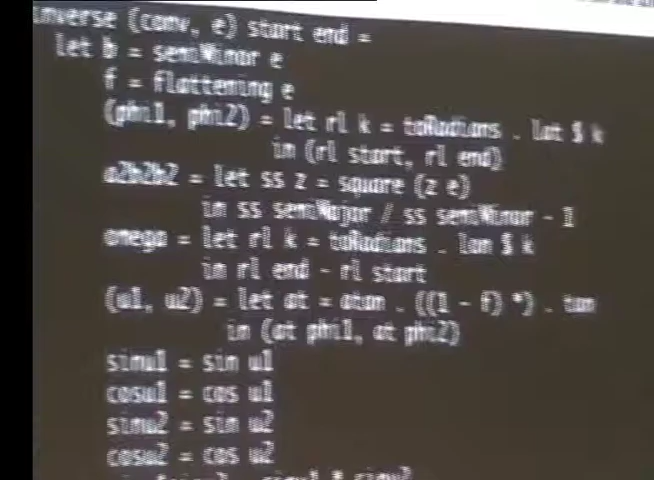 inverse (conv, e) start end =
let b = semiMinor e
f = flattening e
(phi1, phi2) = let rl k = toRadians . lat $ k
in (rl start, rl end)
a2b2b2 = let ss z = square (z e)
in ss semiMajor / ss semiMinor - 1
omega = let rl k = toRadians . lon $ k
in rl end - rl start
(u1, u2) = let at = atan . ((1 - f) *) . tan
in (at phi1, at phi2)
sinu1 = sin u1
cosu1 = cos u1
sinu2 = sin u2
cosu2 = cos u2
= sinu1 * sinu2